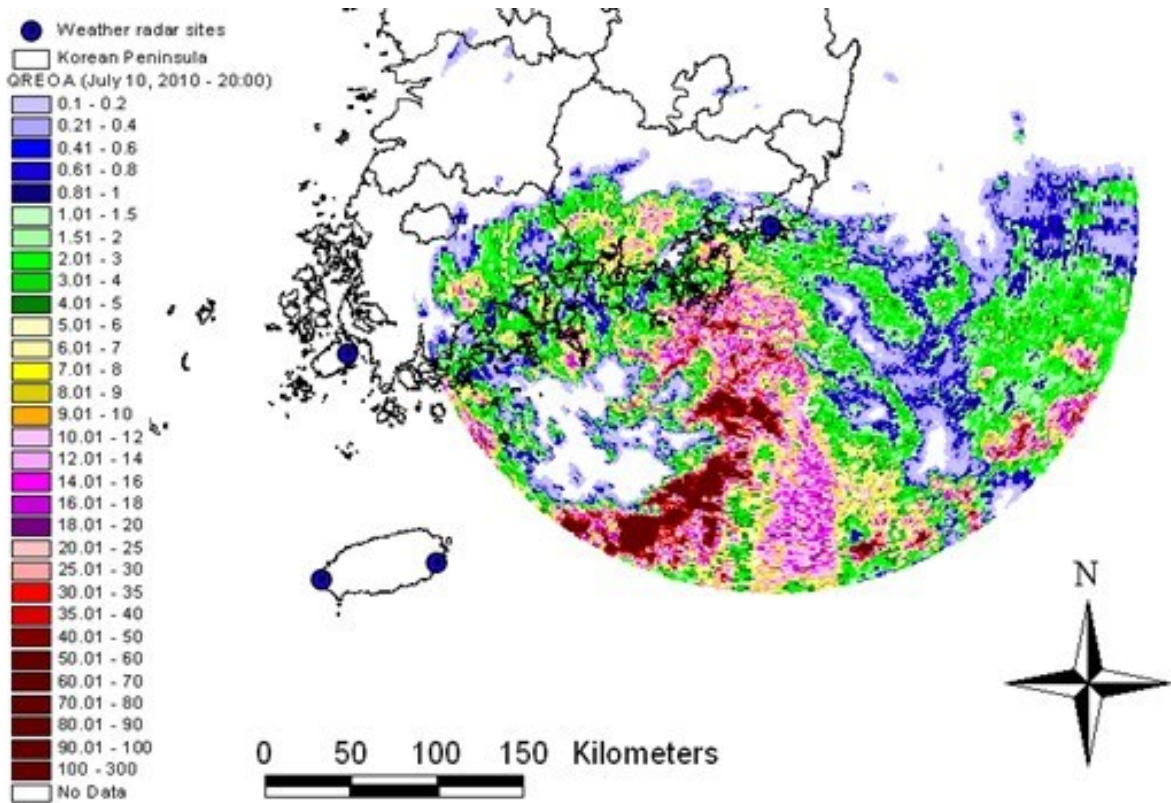 Weather radar sites
Korean Peninsula
QREOA (July 10, 2010 - 20:00)
0.1 - 0.2
0.21 - 0.4
0.41 - 0.6
0.61 - 0.8
0.81 - 1
1.01 - 1.5
1.51 - 2
2.01 - 3
3.01 - 4
4.01 - 5
5.01 - 6
6.01 - 7
7.01 - 8
8.01 - 9
9.01 - 10
10.01 - 12
12.01 - 14
14.01 - 16
16.01 - 18
18.01 - 20
20.01 - 25
25.01 - 30
30.01 - 35
35.01 - 40
40.01 - 50
50.01 - 60
60.01 - 70
70.01 - 80
80.01 - 90
90.01 - 100
100 - 300
No Data
N
0 50 100 150 Kilometers